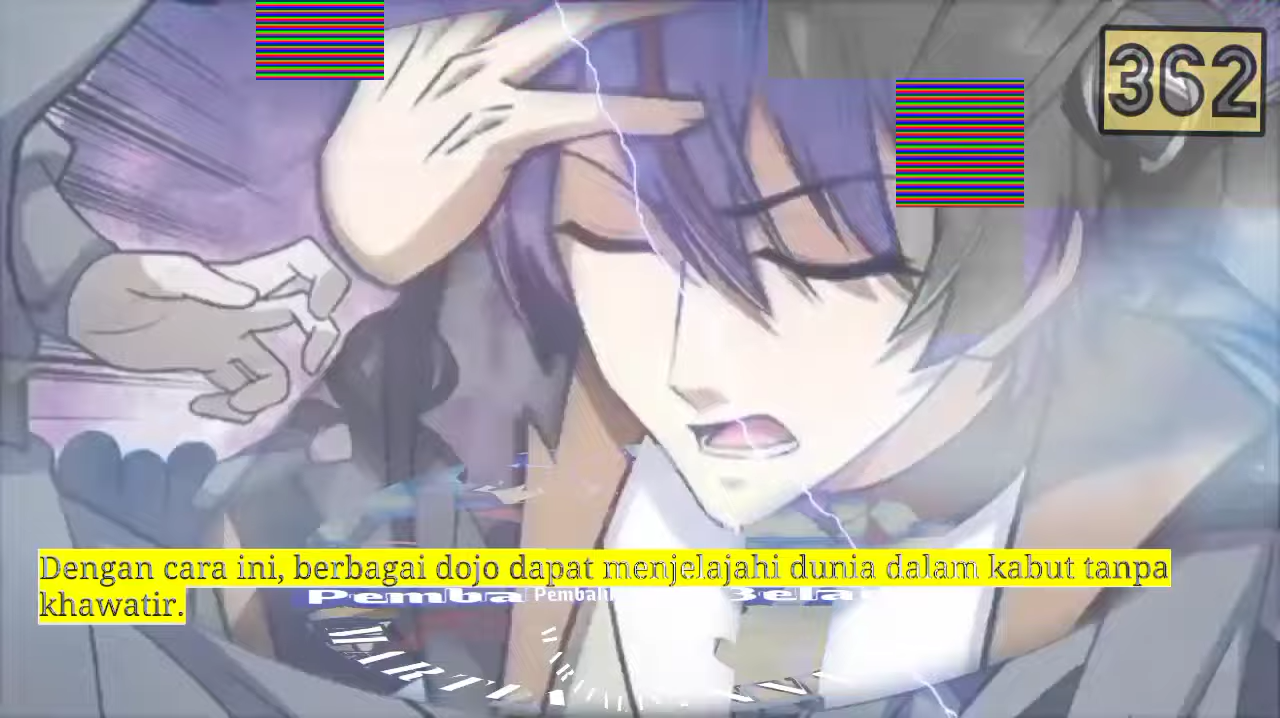 362
Dengan cara ini, berbagai dojo dapat menjelajahi dunia dalam kabut tanpa
khawatir.